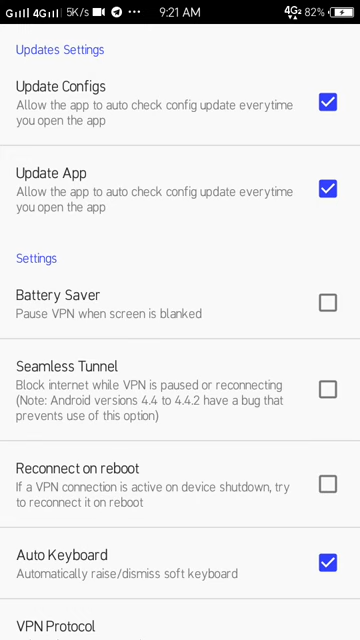 G 4G 5K/s ••• 9:21 AM 4G2 82%
Updates Settings
Update Configs
Allow the app to auto check config update everytime
you open the app
Update App
Allow the app to auto check config update everytime
you open the app
Settings
Battery Saver
Pause VPN when screen is blanked
Seamless Tunnel
Block internet while VPN is paused or reconnecting
(Note: Android versions 4.4 to 4.4.2 have a bug that
prevents use of this option)
Reconnect on reboot
If a VPN connection is active on device shutdown, try
to reconnect it on reboot
Auto Keyboard
Automatically raise/dismiss soft keyboard
VPN Protocol